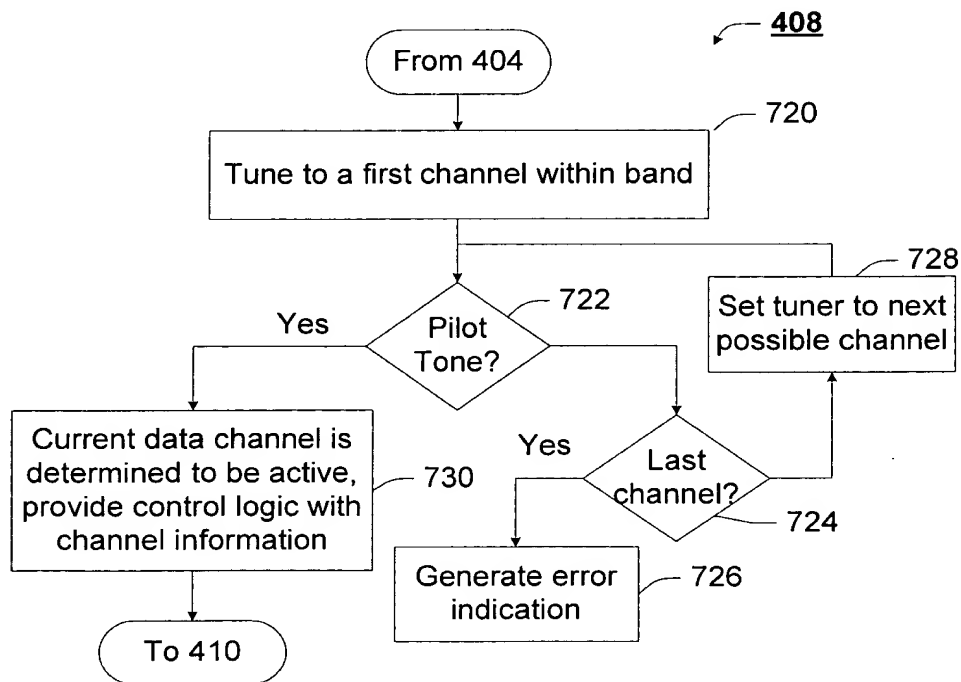 408
From 404
720
Tune to a first channel within band
728
Set tuner to next
possible channel
722
Yes
Pilot
Tone?
Current data channel is
determined to be active,
provide control logic with
channel information
730
Yes
Last
channel?
724
Generate error
indication
726
To 410